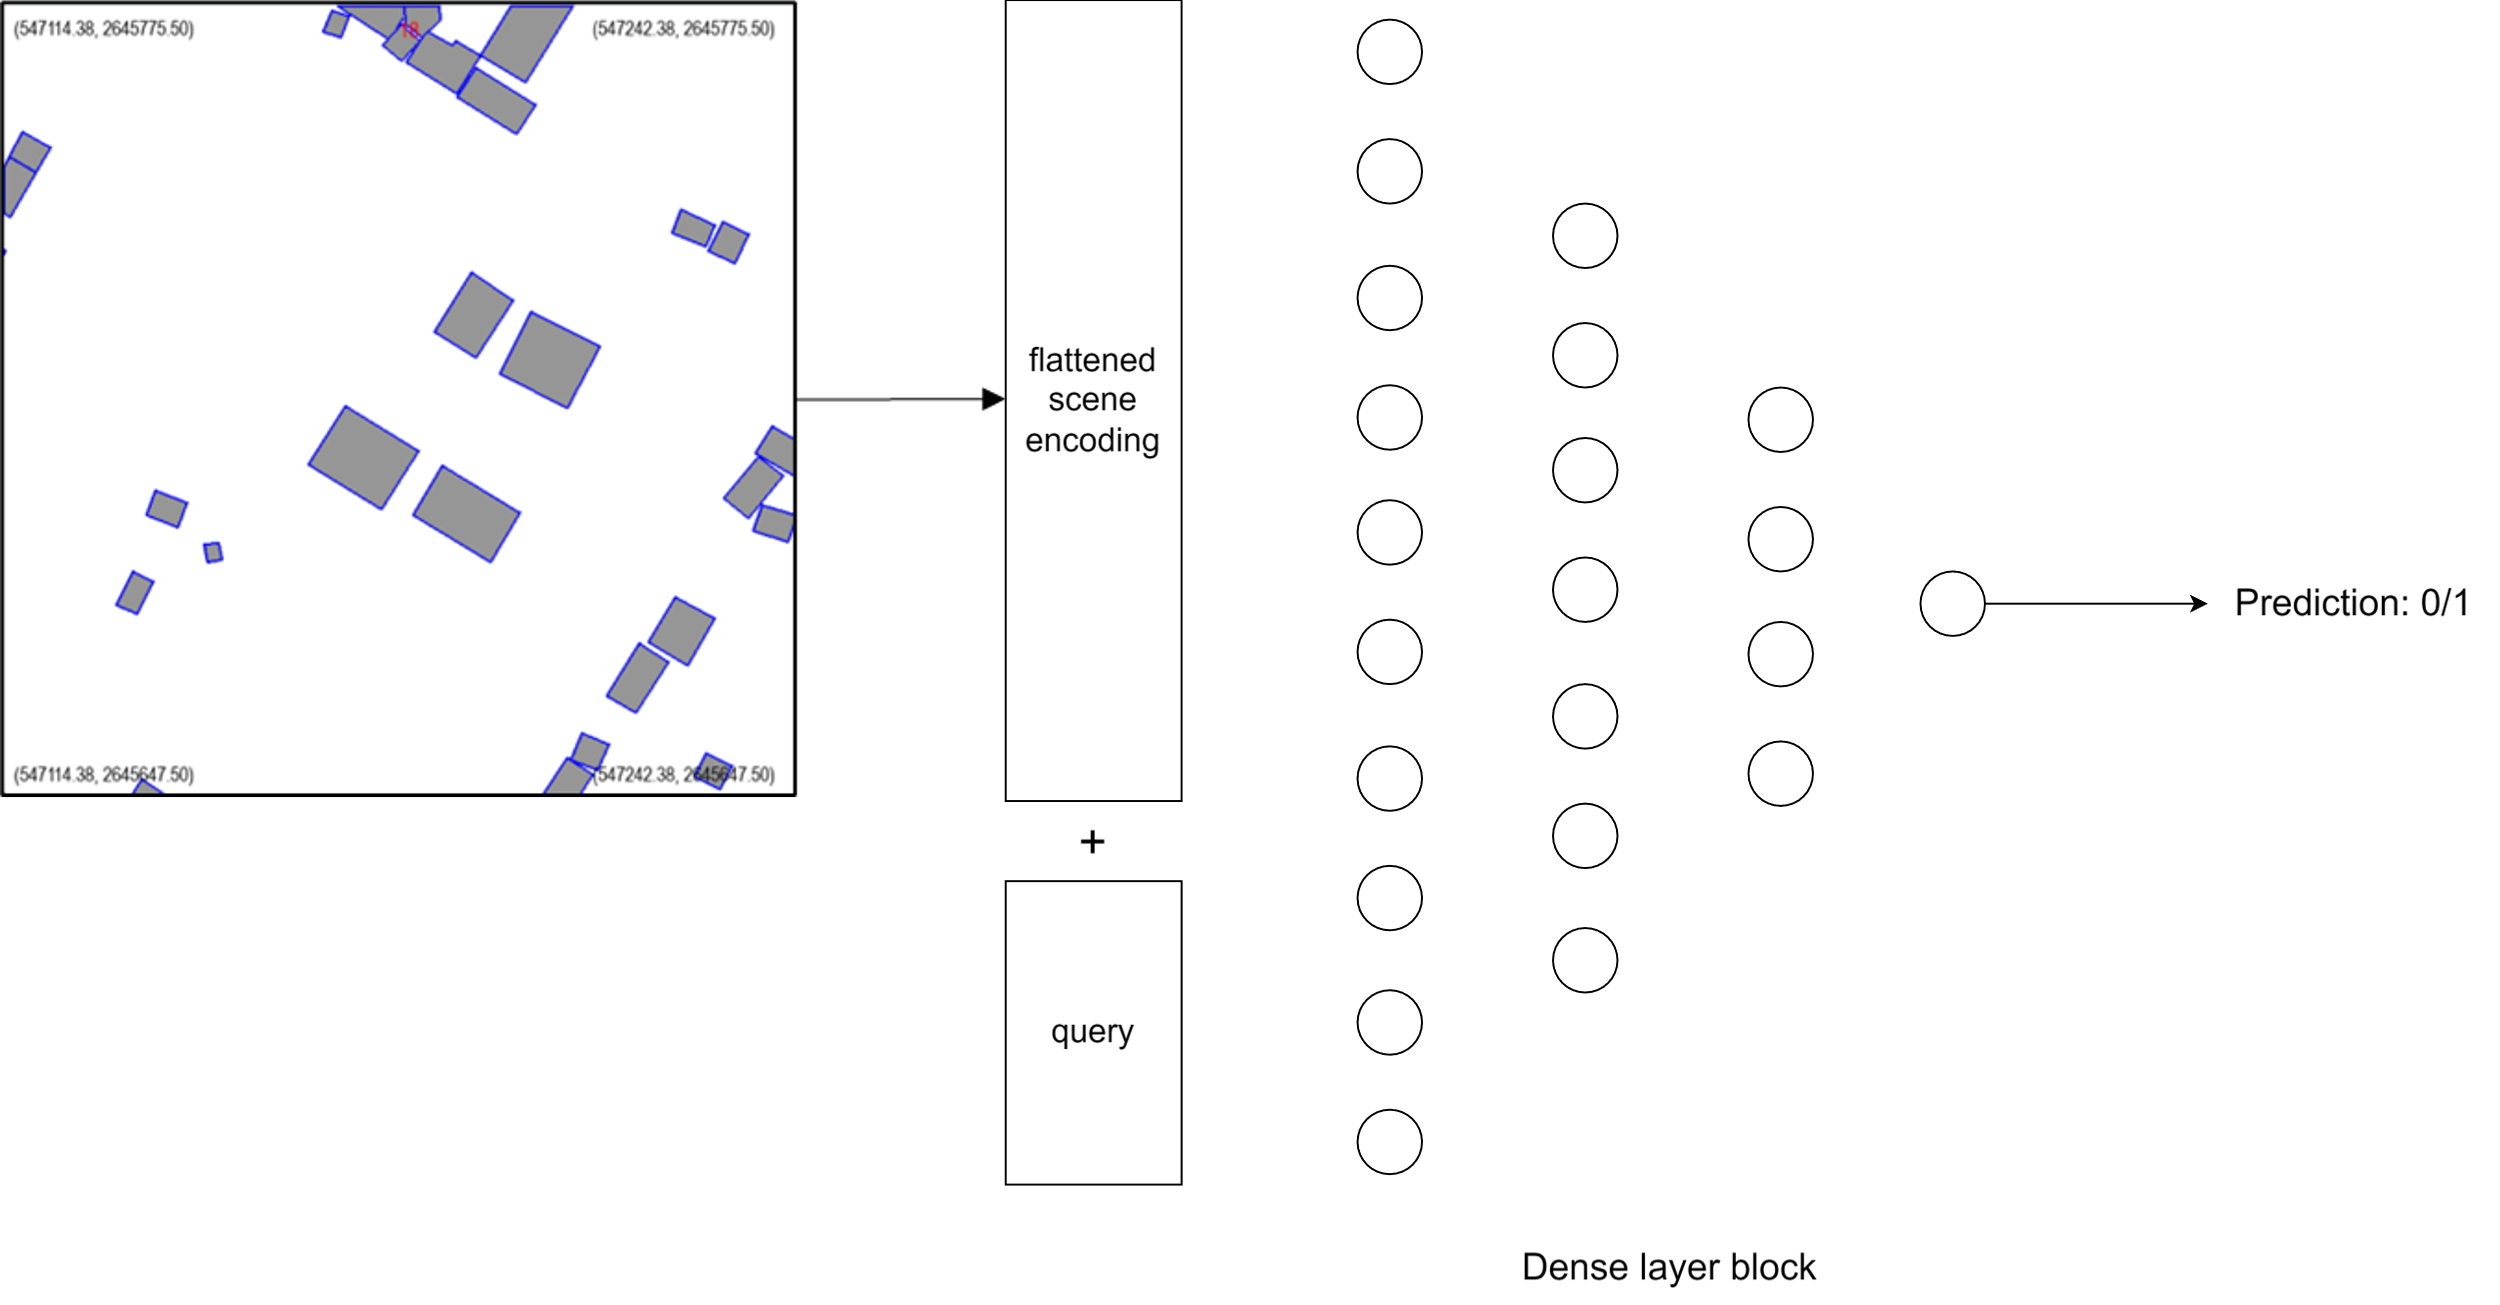 (547114.38, 2645775.50)
(547242.38, 2645775.50)
18
flattened
scene
encoding
Prediction: 0/1
(547114.38, 2645647.50)
(547242.38, 2645647.50)
+
query
Dense layer block